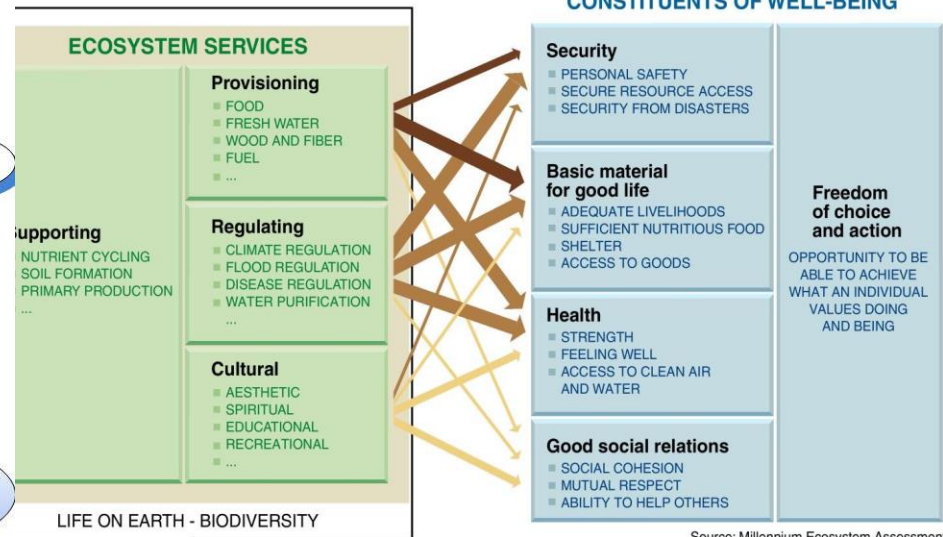 CONSTITUENTS OF WELL-BEING
ECOSYSTEM SERVICES
Supporting
NUTRIENT CYCLING
SOIL FORMATION
PRIMARY PRODUCTION
...
Provisioning
FOOD
FRESH WATER
WOOD AND FIBER
FUEL
...
Regulating
CLIMATE REGULATION
FLOOD REGULATION
DISEASE REGULATION
WATER PURIFICATION
...
Cultural
AESTHETIC
SPIRITUAL
EDUCATIONAL
RECREATIONAL
...
LIFE ON EARTH - BIODIVERSITY
Security
PERSONAL SAFETY
SECURE RESOURCE ACCESS
SECURITY FROM DISASTERS
Basic material
for good life
ADEQUATE LIVELIHOODS
SUFFICIENT NUTRITIOUS FOOD
SHELTER
ACCESS TO GOODS
Health
STRENGTH
FEELING WELL
ACCESS TO CLEAN AIR
AND WATER
Good social relations
SOCIAL COHESION
MUTUAL RESPECT
ABILITY TO HELP OTHERS
Freedom
of choice
and action
OPPORTUNITY TO BE
ABLE TO ACHIEVE
WHAT AN INDIVIDUAL
VALUES DOING
AND BEING
Source: Millennium Ecosystem Assessment